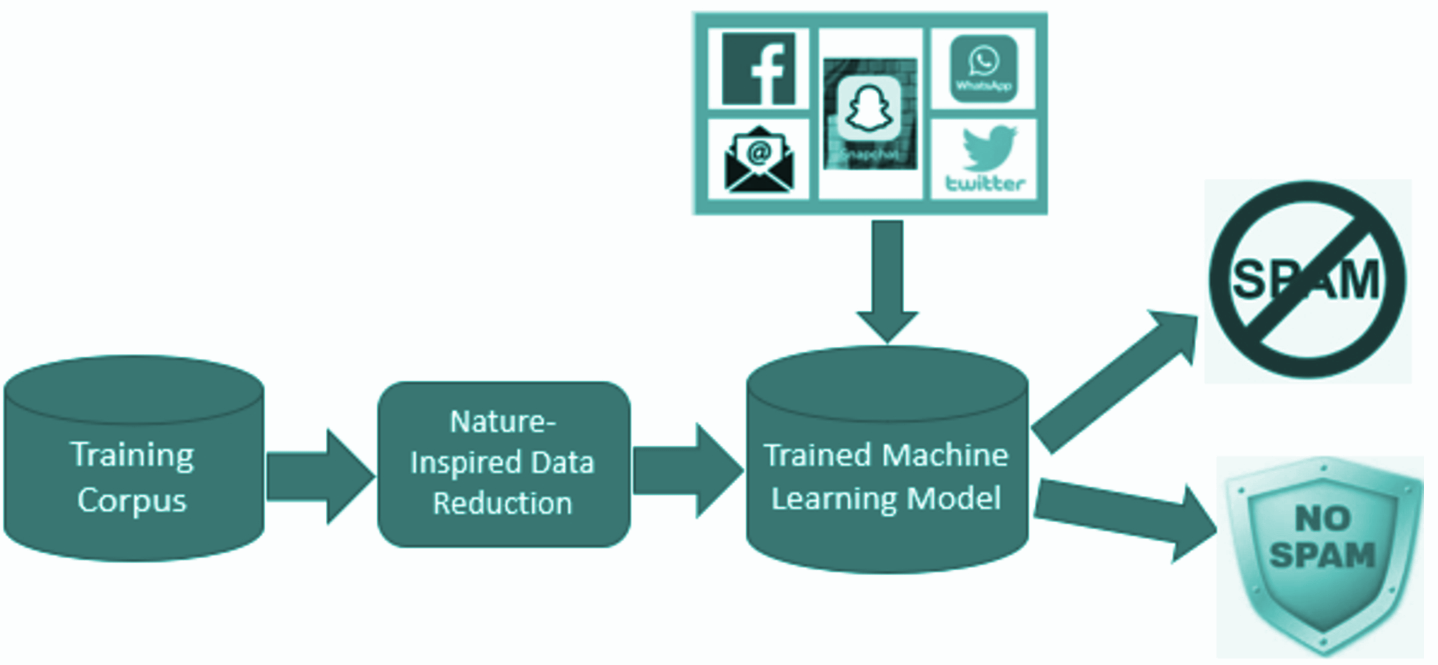 WhatsApp
Snapchat
@
twitter
SPAM
Training
Corpus
Nature-
Inspired Data
Reduction
Trained Machine
Learning Model
NO
SPAM